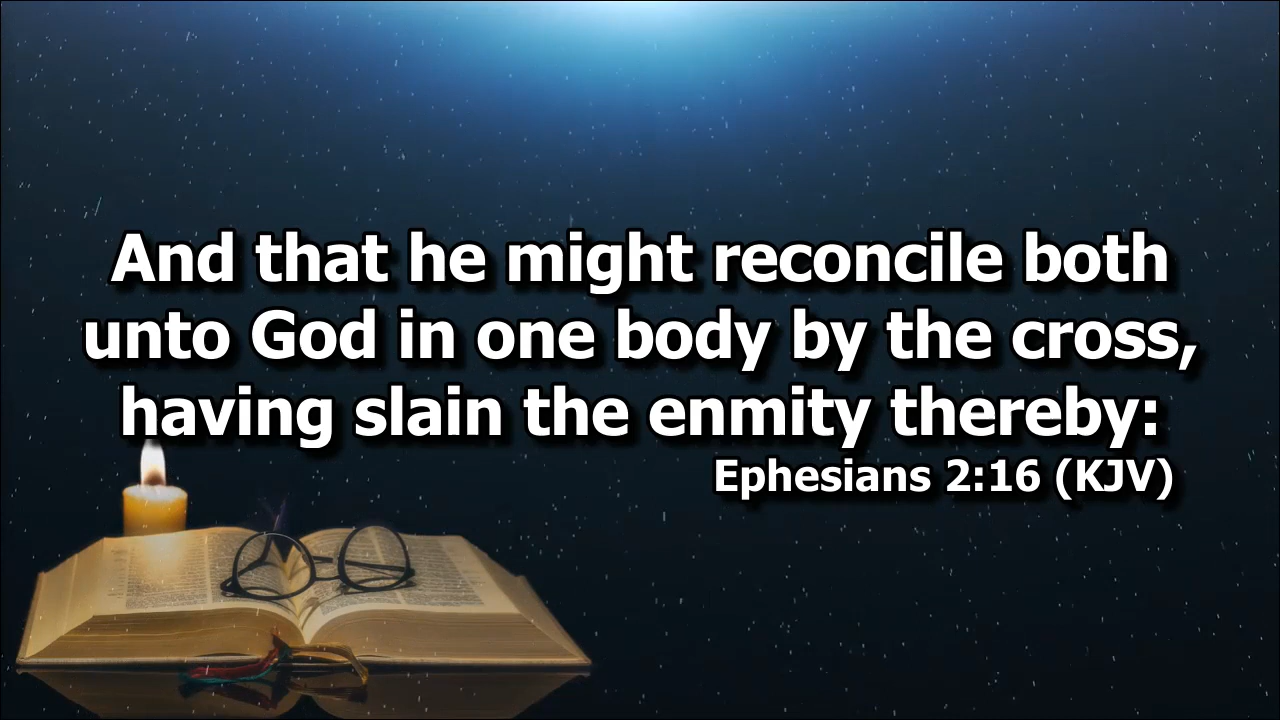 And that he might reconcile both
unto God in one body by the cross,
having slain the enmity thereby:
Ephesians 2:16 (KJV)